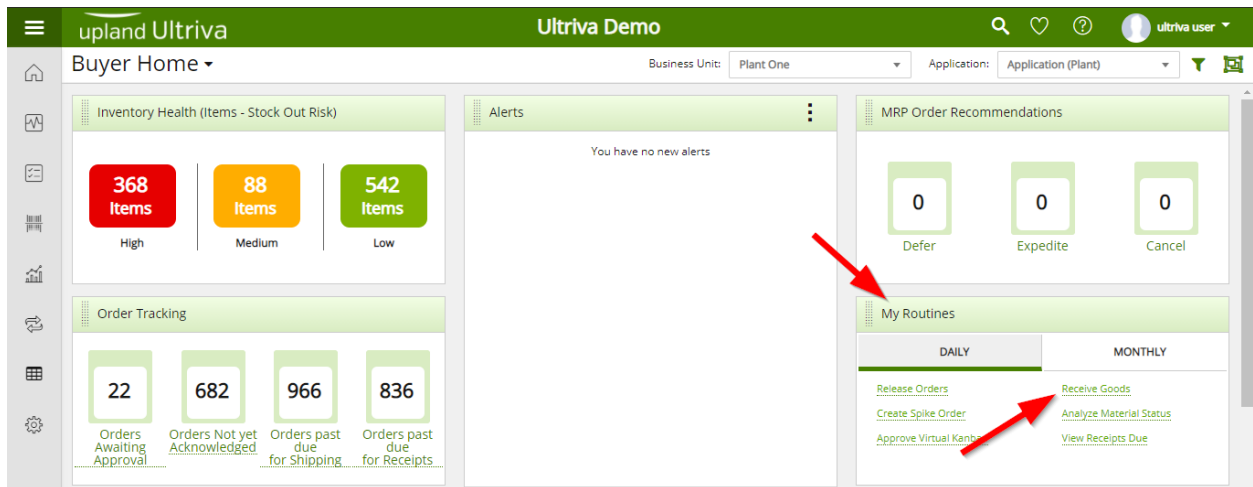 upland Ultriva
Ultriva Demo
ultriva user
Buyer Home
Business Unit:
Plant One
Application:
Application (Plant)
Inventory Health (Items - Stock Out Risk)
368
Items
High
88
Items
Medium
542
Items
Low
Alerts
You have no new alerts
MRP Order Recommendations
0
Defer
0
Expedite
0
Cancel
Order Tracking
22
Orders
Awaiting
Approval
682
Orders Not yet
Acknowledged
966
Orders past
due
for Shipping
836
Orders past
due
for Receipts
My Routines
DAILY
MONTHLY
Release Orders
Receive Goods
Create Spike Order
Analyze Material Status
Approve Virtual
View Receipts Due